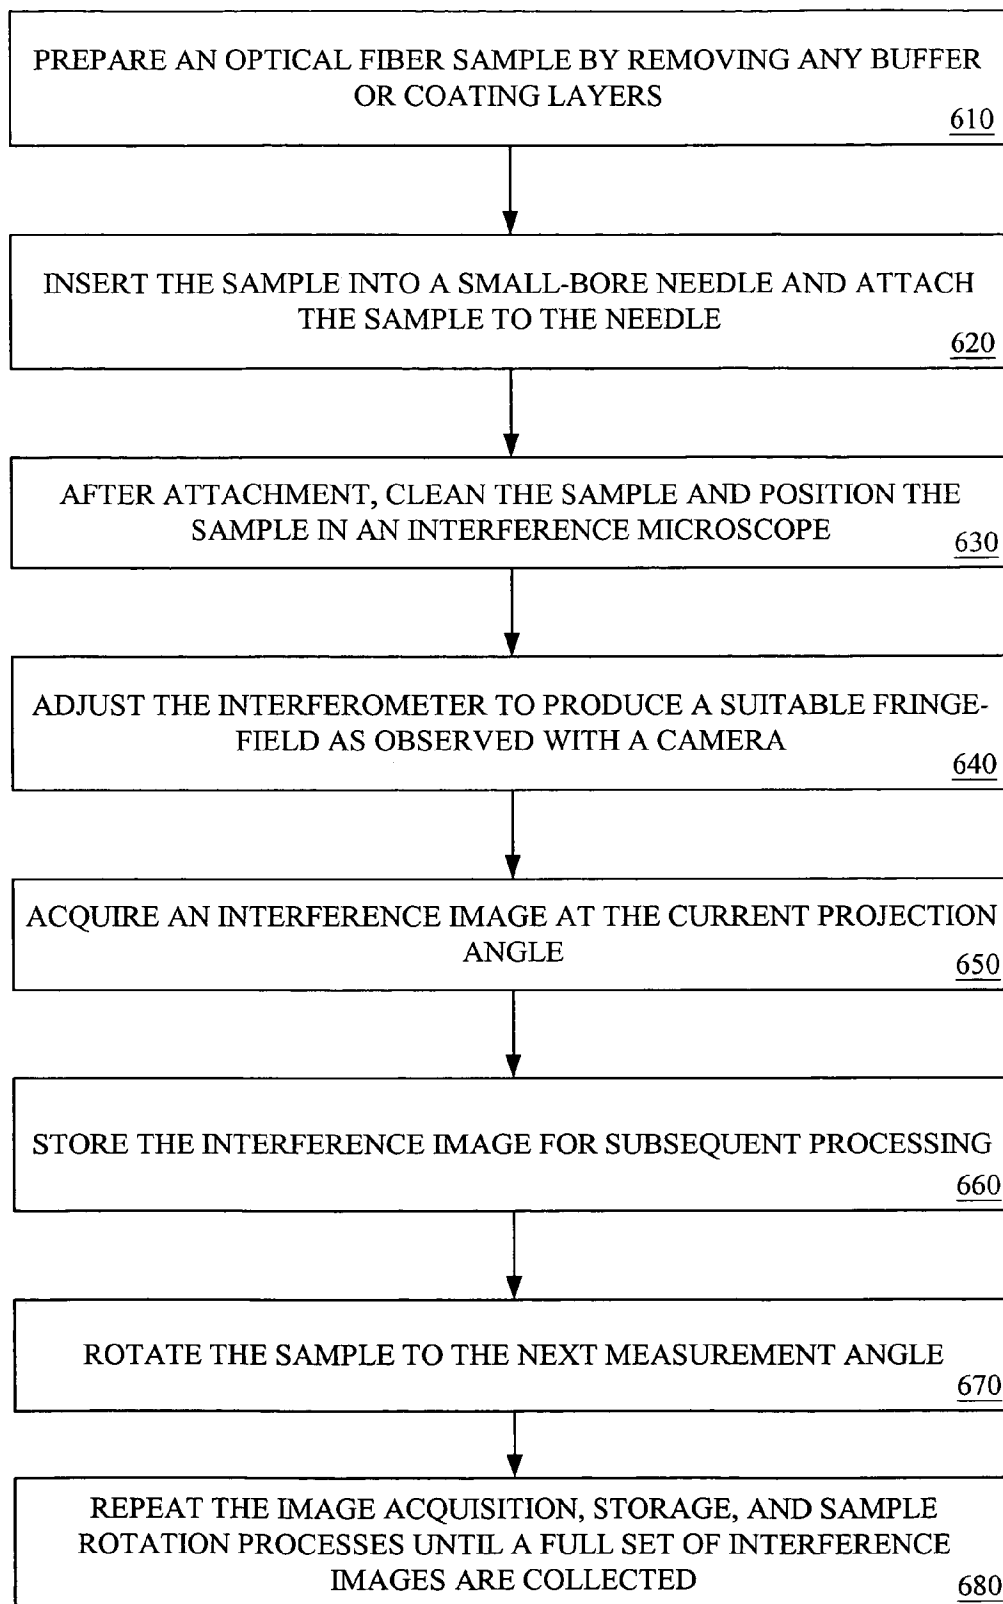 PREPARE AN OPTICAL FIBER SAMPLE BY REMOVING ANY BUFFER
OR COATING LAYERS
610
INSERT THE SAMPLE INTO A SMALL-BORE NEEDLE AND ATTACH
THE SAMPLE TO THE NEEDLE
620
AFTER ATTACHMENT, CLEAN THE SAMPLE AND POSITION THE
SAMPLE IN AN INTERFERENCE MICROSCOPE
630
ADJUST THE INTERFEROMETER TO PRODUCE A SUITABLE FRINGE-
FIELD AS OBSERVED WITH A CAMERA
640
ACQUIRE AN INTERFERENCE IMAGE AT THE CURRENT PROJECTION
ANGLE
650
STORE THE INTERFERENCE IMAGE FOR SUBSEQUENT PROCESSING
660
ROTATE THE SAMPLE TO THE NEXT MEASUREMENT ANGLE
670
REPEAT THE IMAGE ACQUISITION, STORAGE, AND SAMPLE
ROTATION PROCESSES UNTIL A FULL SET OF INTERFERENCE
IMAGES ARE COLLECTED
680